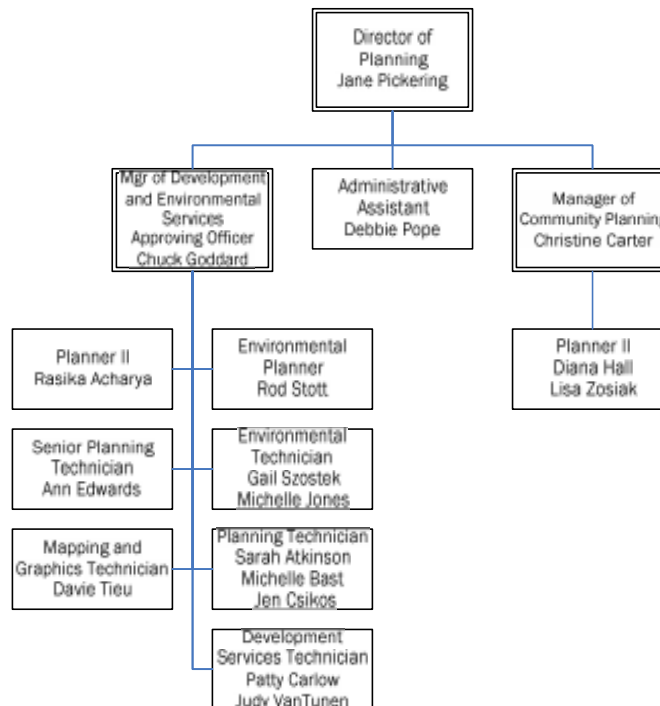 Director of
Planning
Jane Pickering
Mgr of Development
and Environmental
Services
Approving Officer
Chuck Goddard
Administrative
Assistant
Debbie Pope
Manager of
Community Planning
Christine Carter
Planner II
Rasika Acharya
Environmental
Planner
Rod Stott
Planner II
Diana Hall
Lisa Zosiak
Senior Planning
Technician
Ann Edwards
Environmental
Technician
Gail Szostek
Michelle Jones
Mapping and
Graphics Technician
Davie Tieu
Planning Technician
Sarah Atkinson
Michelle Bast
Jen Csikos
Development
Services Technician
Patty Carlow
Judy VanTunen